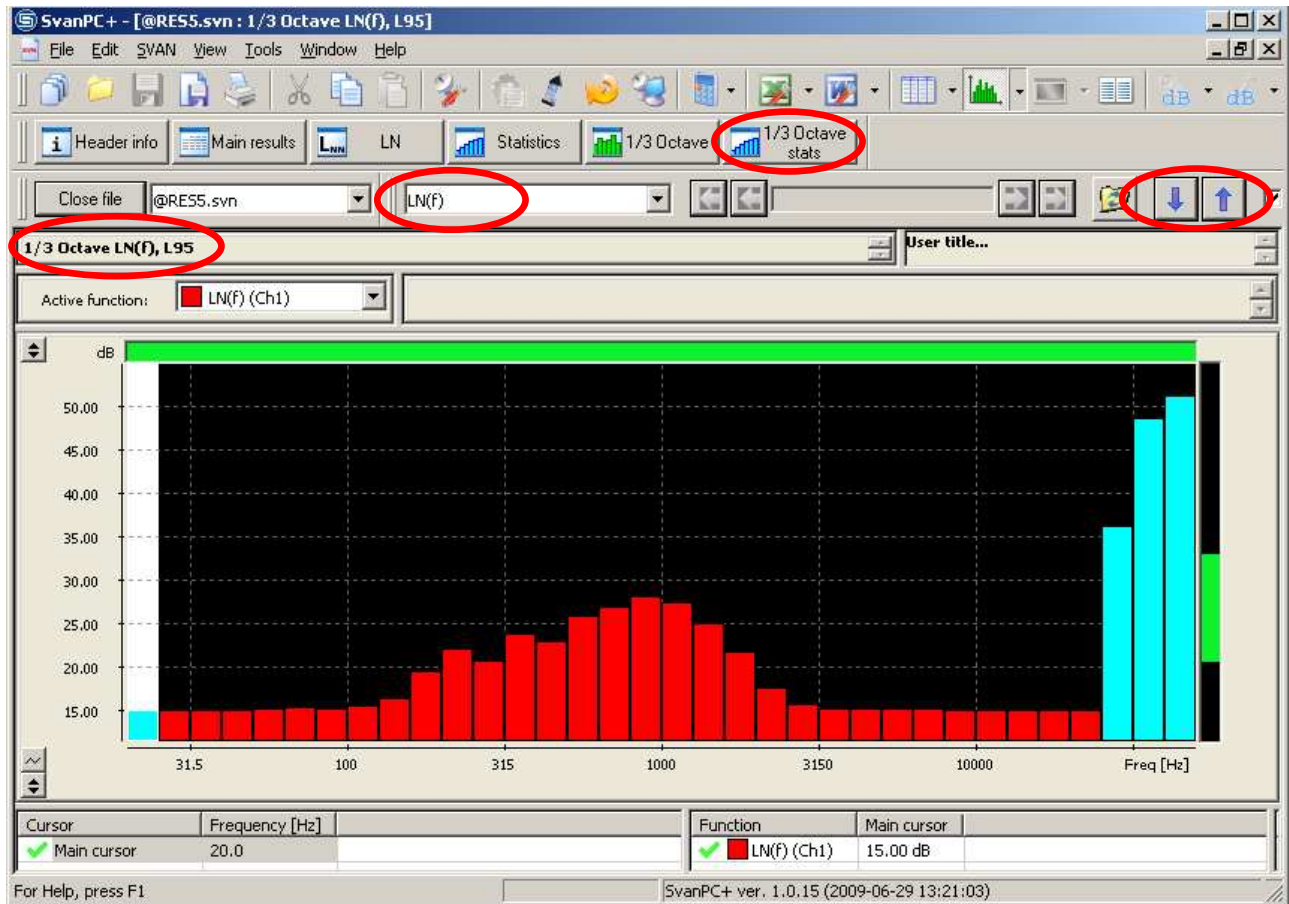 SvanPC+ - [@RES5.svn : 1/3 Octave LN(f), L95]
File Edit SVAN View Tools Window Help
dB dB
Header info Main results LNN LN Statistics 1/3 Octave 1/3 Octave
stats
Close file @RES5.svn LN(f)
1/3 Octave LN(f), L95 User title...
Active function: LN(f) (Ch1)
dB
50.00
45.00
40.00
35.00
30.00
25.00
20.00
15.00
31.5 100 315 1000 3150 10000 Freq [Hz]
Cursor Frequency [Hz] Function Main cursor
Main cursor 20.0 LN(f) (Ch1) 15.00 dB
For Help, press F1 SvanPC+ ver. 1.0.15 (2009-06-29 13:21:03)